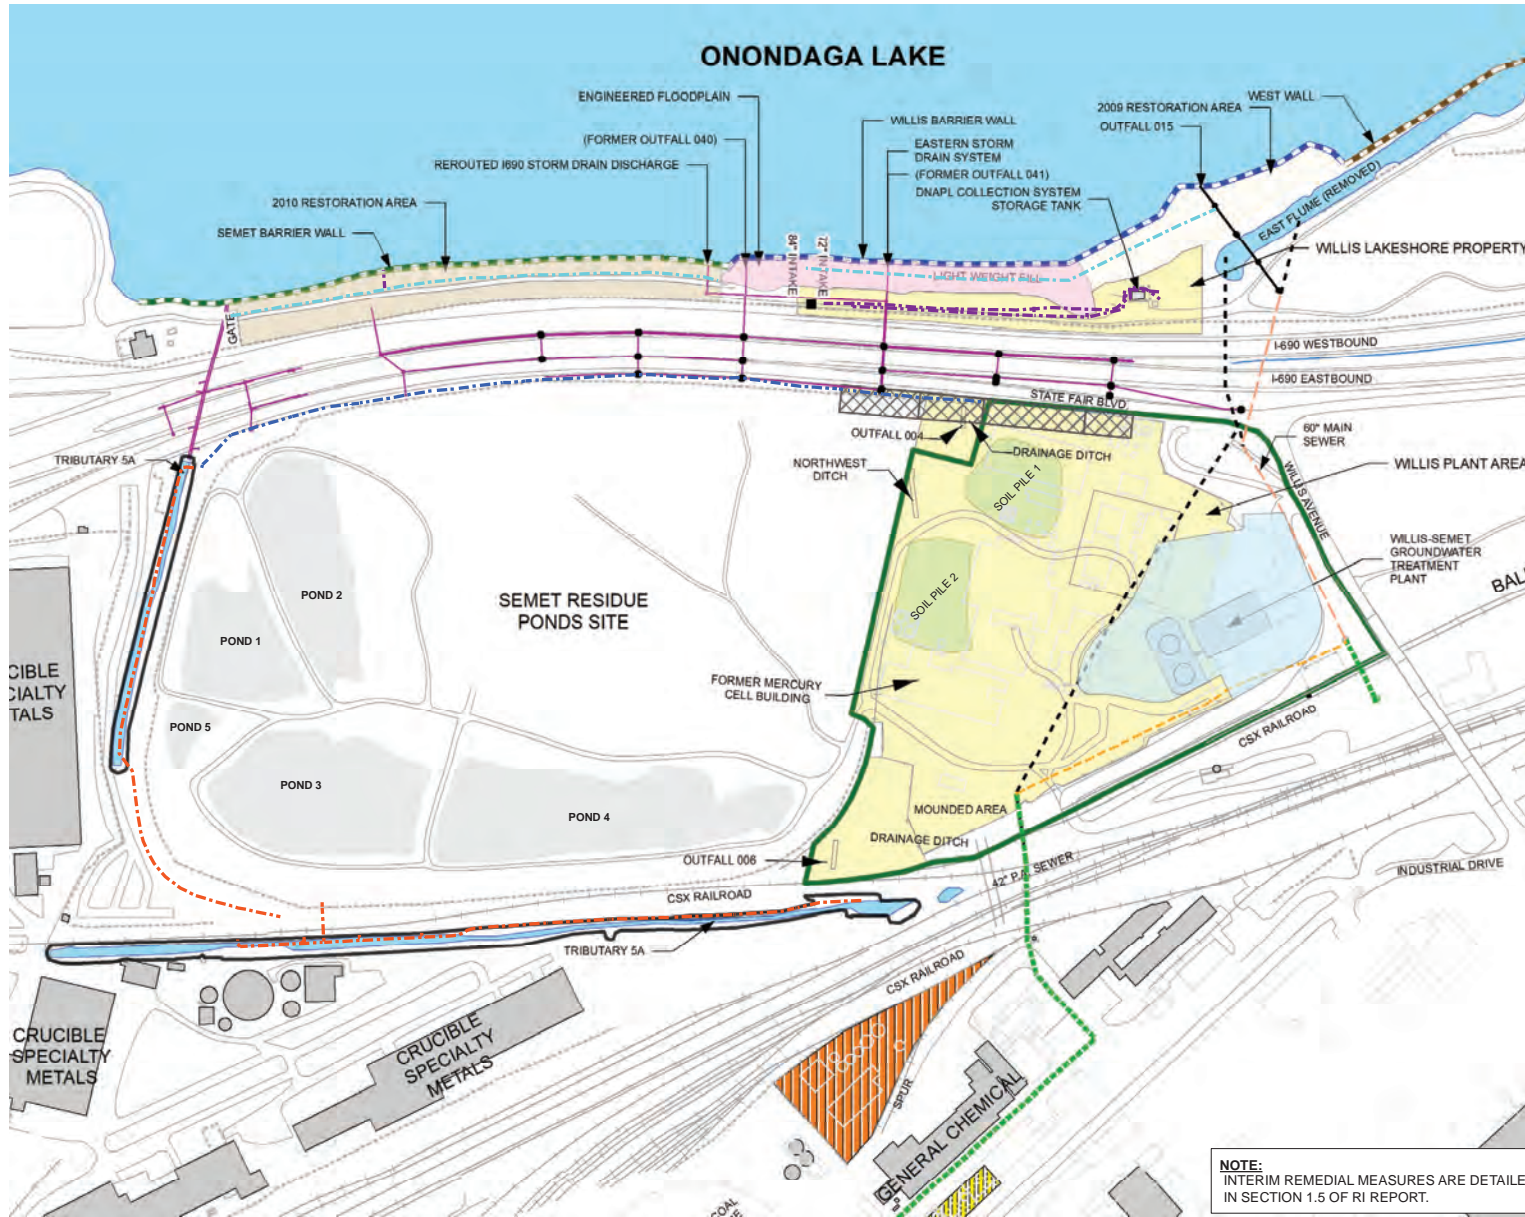 ONONDAGA LAKE
ENGINEERED FLOODPLAIN
(FORMER OUTFALL 040)
REROUTED I690 STORM DRAIN DISCHARGE
2010 RESTORATION AREA
SEMET BARRIER WALL
WILLIS BARRIER WALL
EASTERN STORM
DRAIN SYSTEM
(FORMER OUTFALL 041)
DNAPL COLLECTION SYSTEM
STORAGE TANK
WEST WALL
2009 RESTORATION AREA
OUTFALL 015
EAST FLUME (REMOVED)
WILLIS LAKESHORE PROPERTY
84" INTAKE
72" INTAKE
LIGHT WEIGHT FILL
GATE
I-690 WESTBOUND
I-690 EASTBOUND
STATE FAIR BLVD
OUTFALL 004
DRAINAGE DITCH
NORTHWEST
DITCH
60" MAIN
SEWER
WILLIS AVENUE
WILLIS PLANT AREA
TRIBUTARY 5A
SOIL PILE 1
SOIL PILE 2
WILLIS-SEMET
GROUNDWATER
TREATMENT
PLANT
BAL
POND 2
POND 1
SEMET RESIDUE
PONDS SITE
CIBLE
CIALTY
TALS
POND 5
FORMER MERCURY
CELL BUILDING
CSX RAILROAD
POND 3
POND 4
MOUNDED AREA
DRAINAGE DITCH
OUTFALL 006
42" P.A. SEWER
INDUSTRIAL DRIVE
CSX RAILROAD
TRIBUTARY 5A
CSX RAILROAD
CRUCIBLE
SPECIALTY
METALS
CRUCIBLE
SPECIALTY
METALS
SPUR
GENERAL CHEMICAL
NOTE:
INTERIM REMEDIAL MEASURES ARE DETAILE
IN SECTION 1.5 OF RI REPORT.
COAL